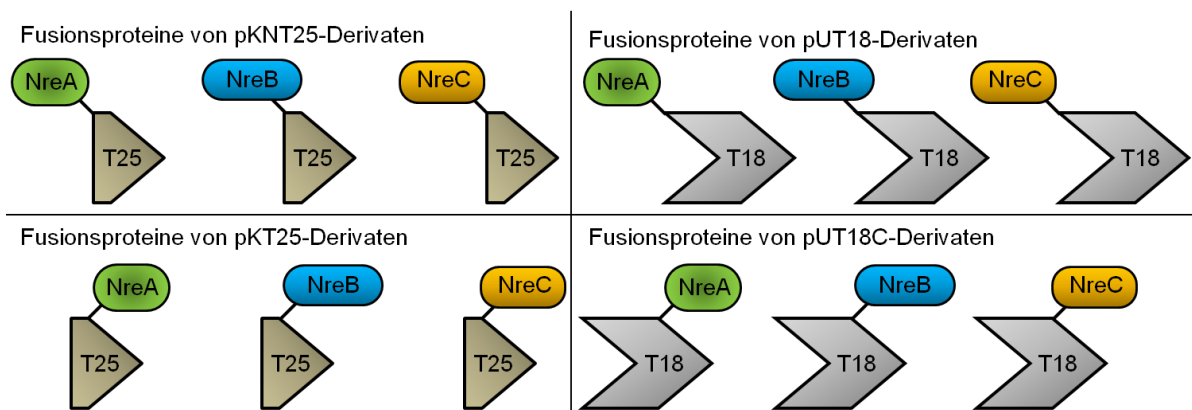 Fusionsproteine von pKNT25-Derivaten
NreA
NreB
NreC
T25
T25
T25
Fusionsproteine von pUT18-Derivaten
NreA
NreB
NreC
T18
T18
T18
Fusionsproteine von pKT25-Derivaten
NreA
NreB
NreC
T25
T25
T25
Fusionsproteine von pUT18C-Derivaten
NreA
NreB
NreC
T18
T18
T18